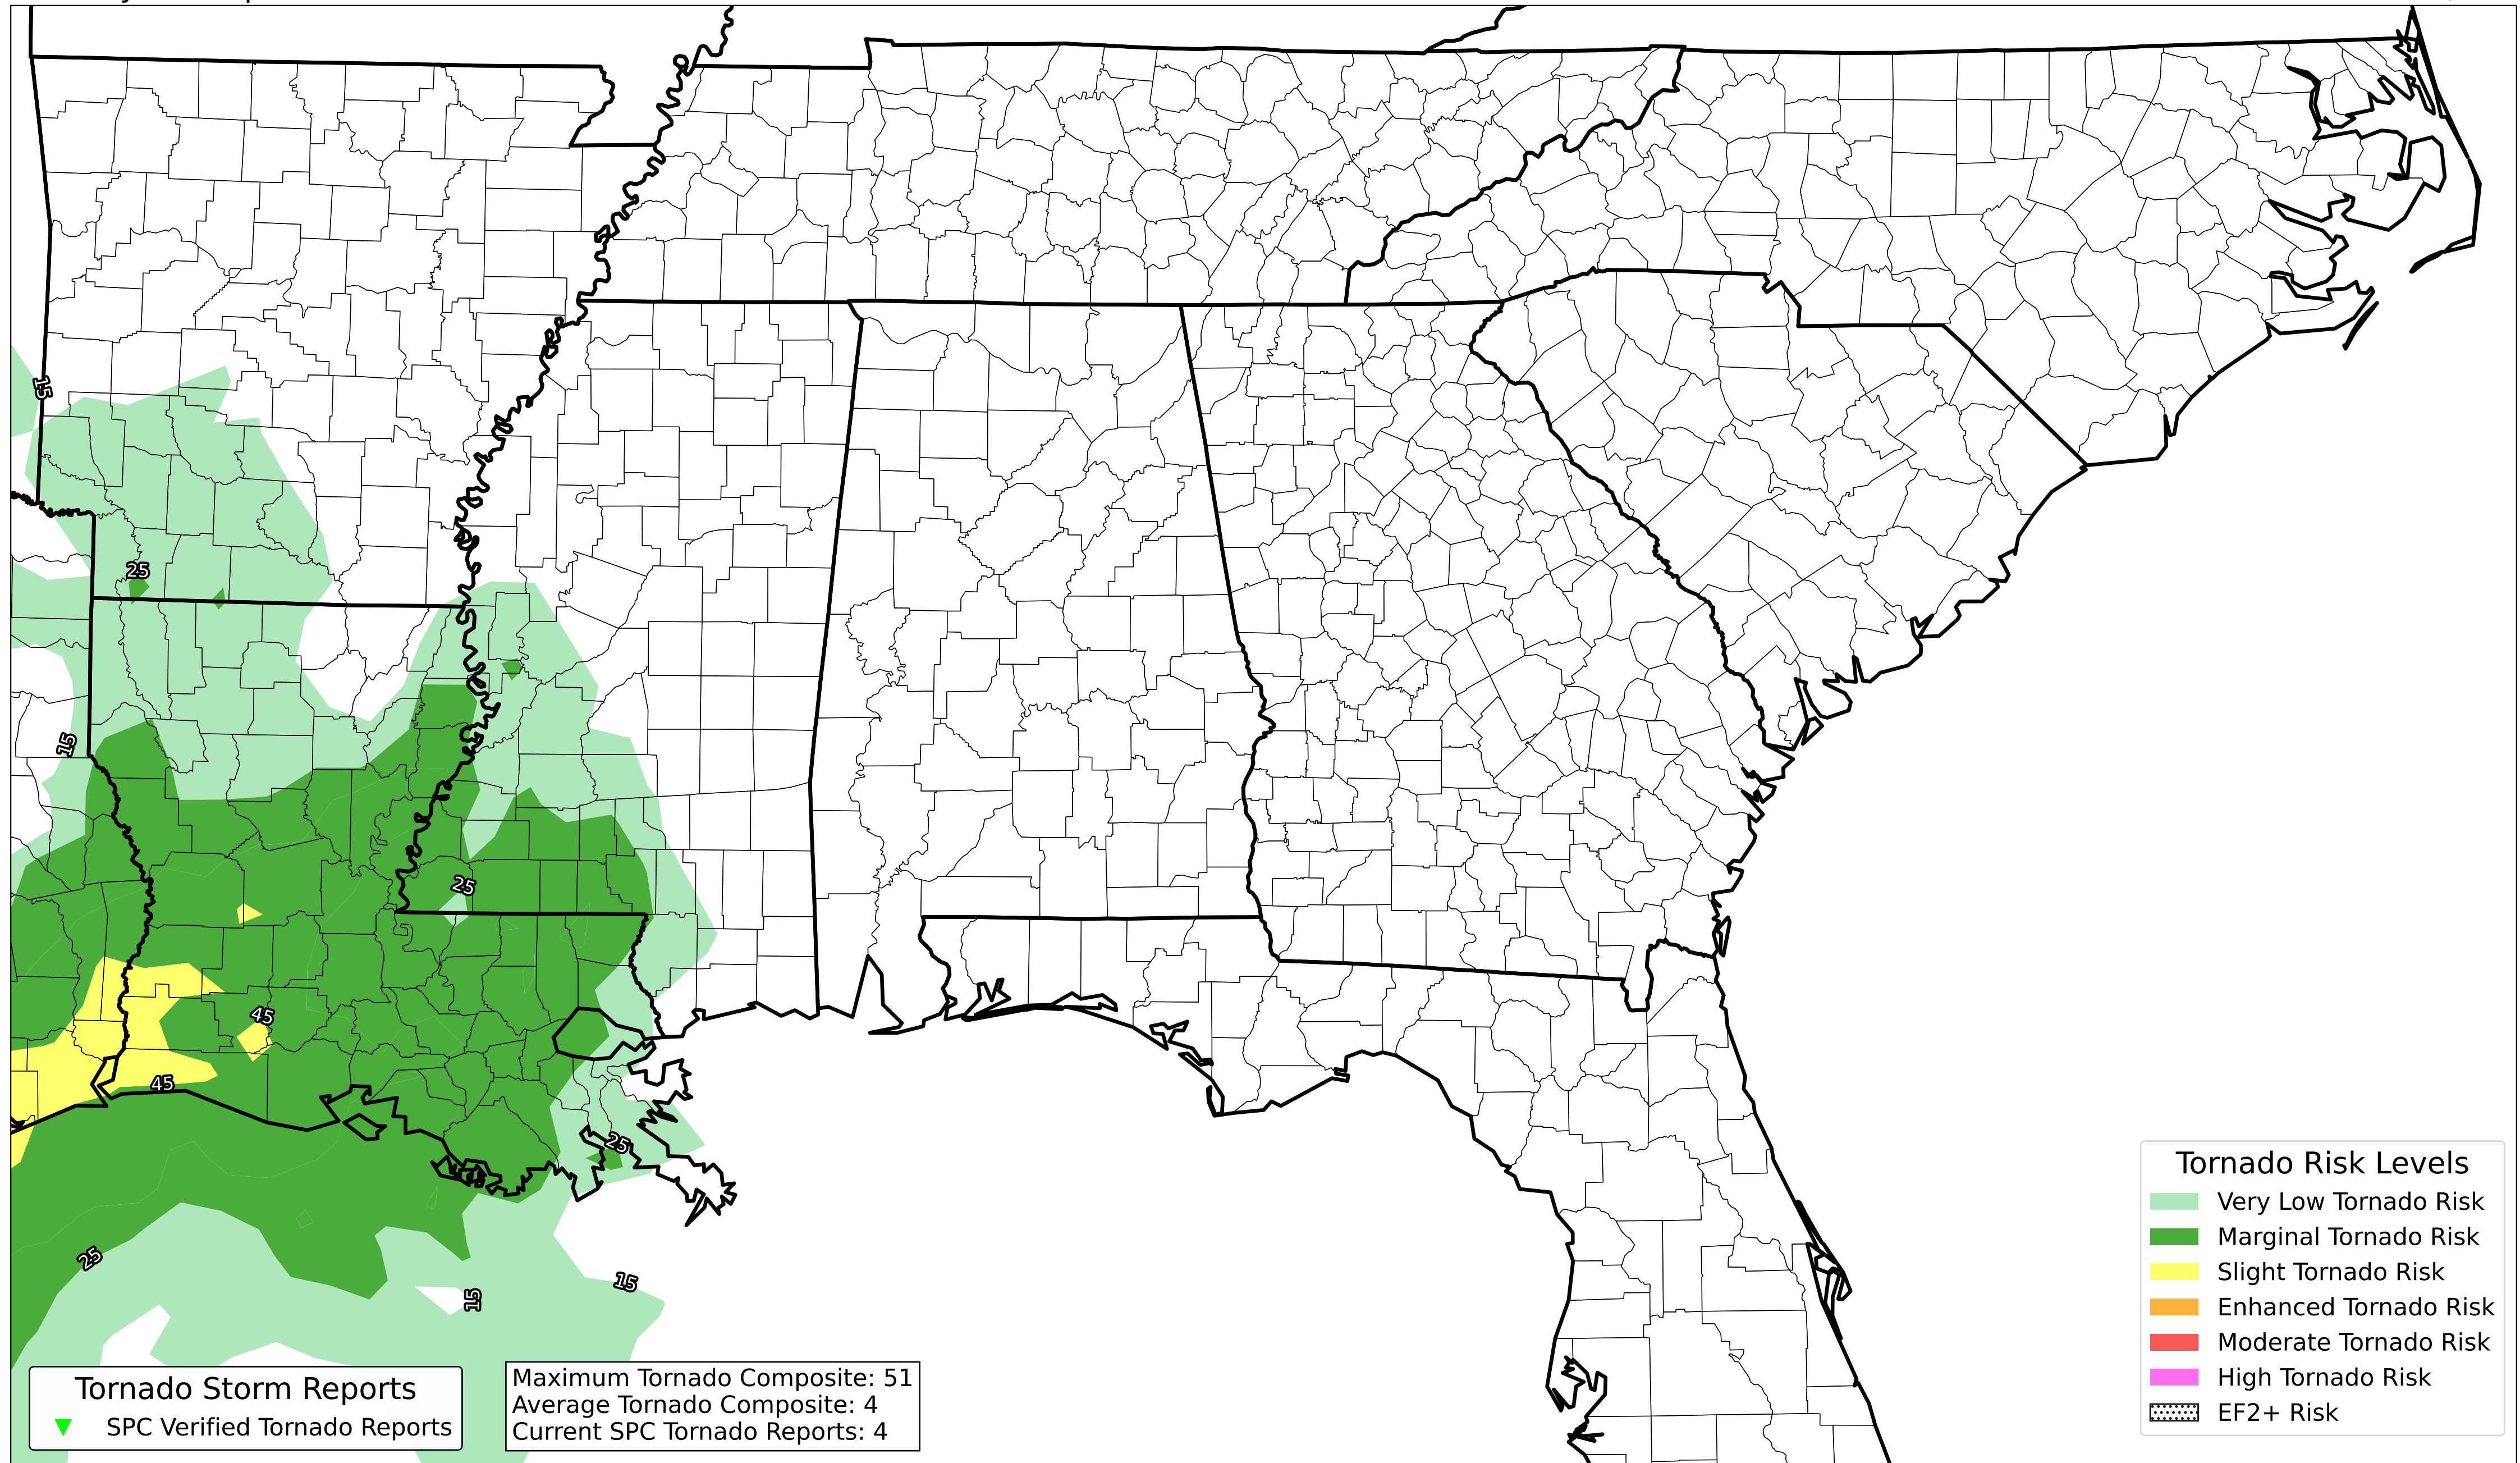 15
25
15
25
45
45
25
25
15
15
Tornado Risk Levels
Very Low Tornado Risk
Marginal Tornado Risk
Slight Tornado Risk
Enhanced Tornado Risk
Moderate Tornado Risk
High Tornado Risk
EF2+ Risk
Tornado Storm Reports
SPC Verified Tornado Reports
Maximum Tornado Composite: 51
Average Tornado Composite: 4
Current SPC Tornado Reports: 4